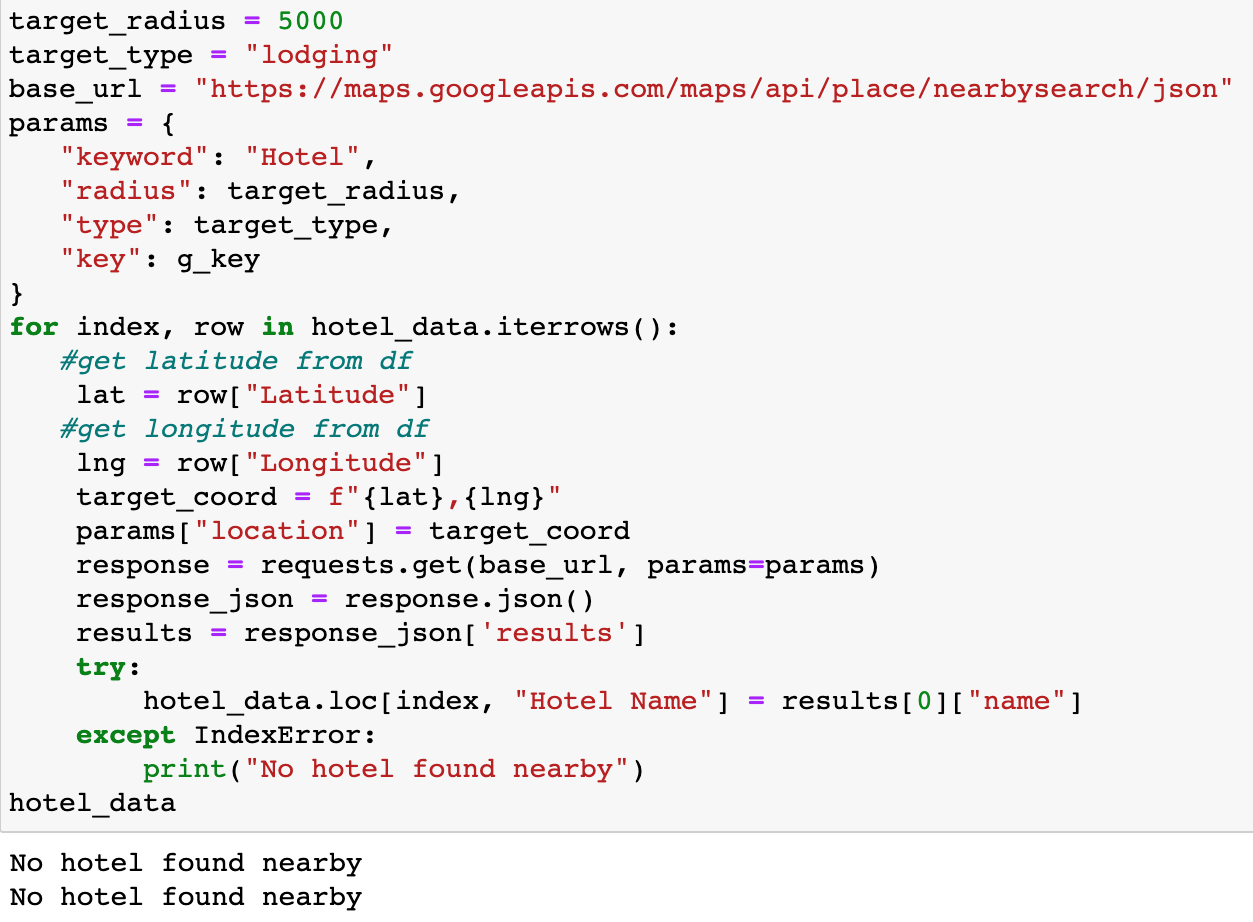 target_radius = 5000
target_type = "lodging"
base_url = "https://maps.googleapis.com/maps/api/place/nearbysearch/json"
params = {
   "keyword": "Hotel",
   "radius": target_radius,
   "type": target_type,
   "key": g_key
}
for index, row in hotel_data.iterrows():
   #get latitude from df
    lat = row["Latitude"]
   #get longitude from df
    lng = row["Longitude"]
    target_coord = f"{lat},{lng}"
    params["location"] = target_coord
    response = requests.get(base_url, params=params)
    response_json = response.json()
    results = response_json['results']
    try:
        hotel_data.loc[index, "Hotel Name"] = results[0]["name"]
    except IndexError:
        print("No hotel found nearby")
hotel_data
No hotel found nearby
No hotel found nearby